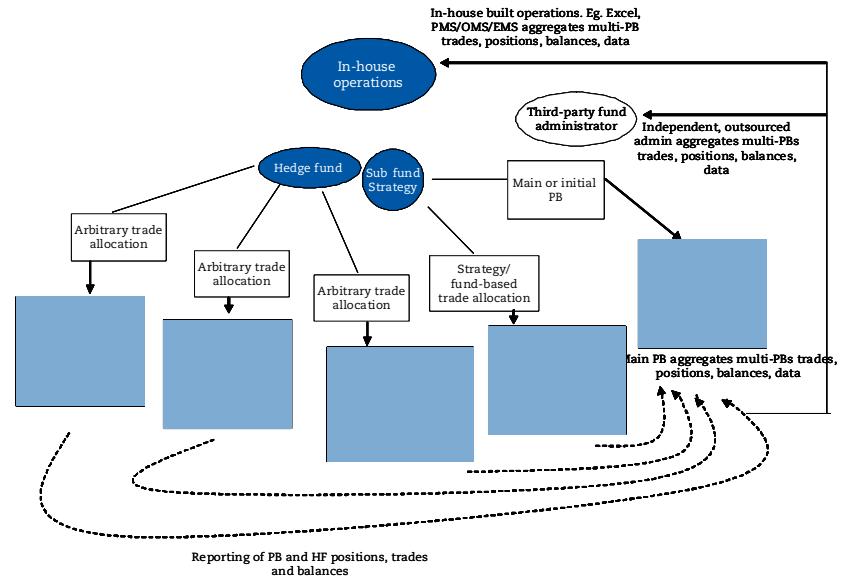 In-house built operations. Eg. Excel,
PMS/OMS/EMS aggregates multi-PB
trades, positions, balances, data
In-house
operations
Third-party fund
administrator
Independent, outsourced
admin aggregates multi-PBs
trades, positions, balances,
data
Hedge fund
Sub fund
Strategy
Main or initial
PB
Arbitrary trade
allocation
Arbitrary trade
allocation
Arbitrary trade
allocation
Strategy/
fund-based
trade allocation
Main PB aggregates multi-PBs trades,
positions, balances, data
Reporting of PB and HF positions, trades
and balances